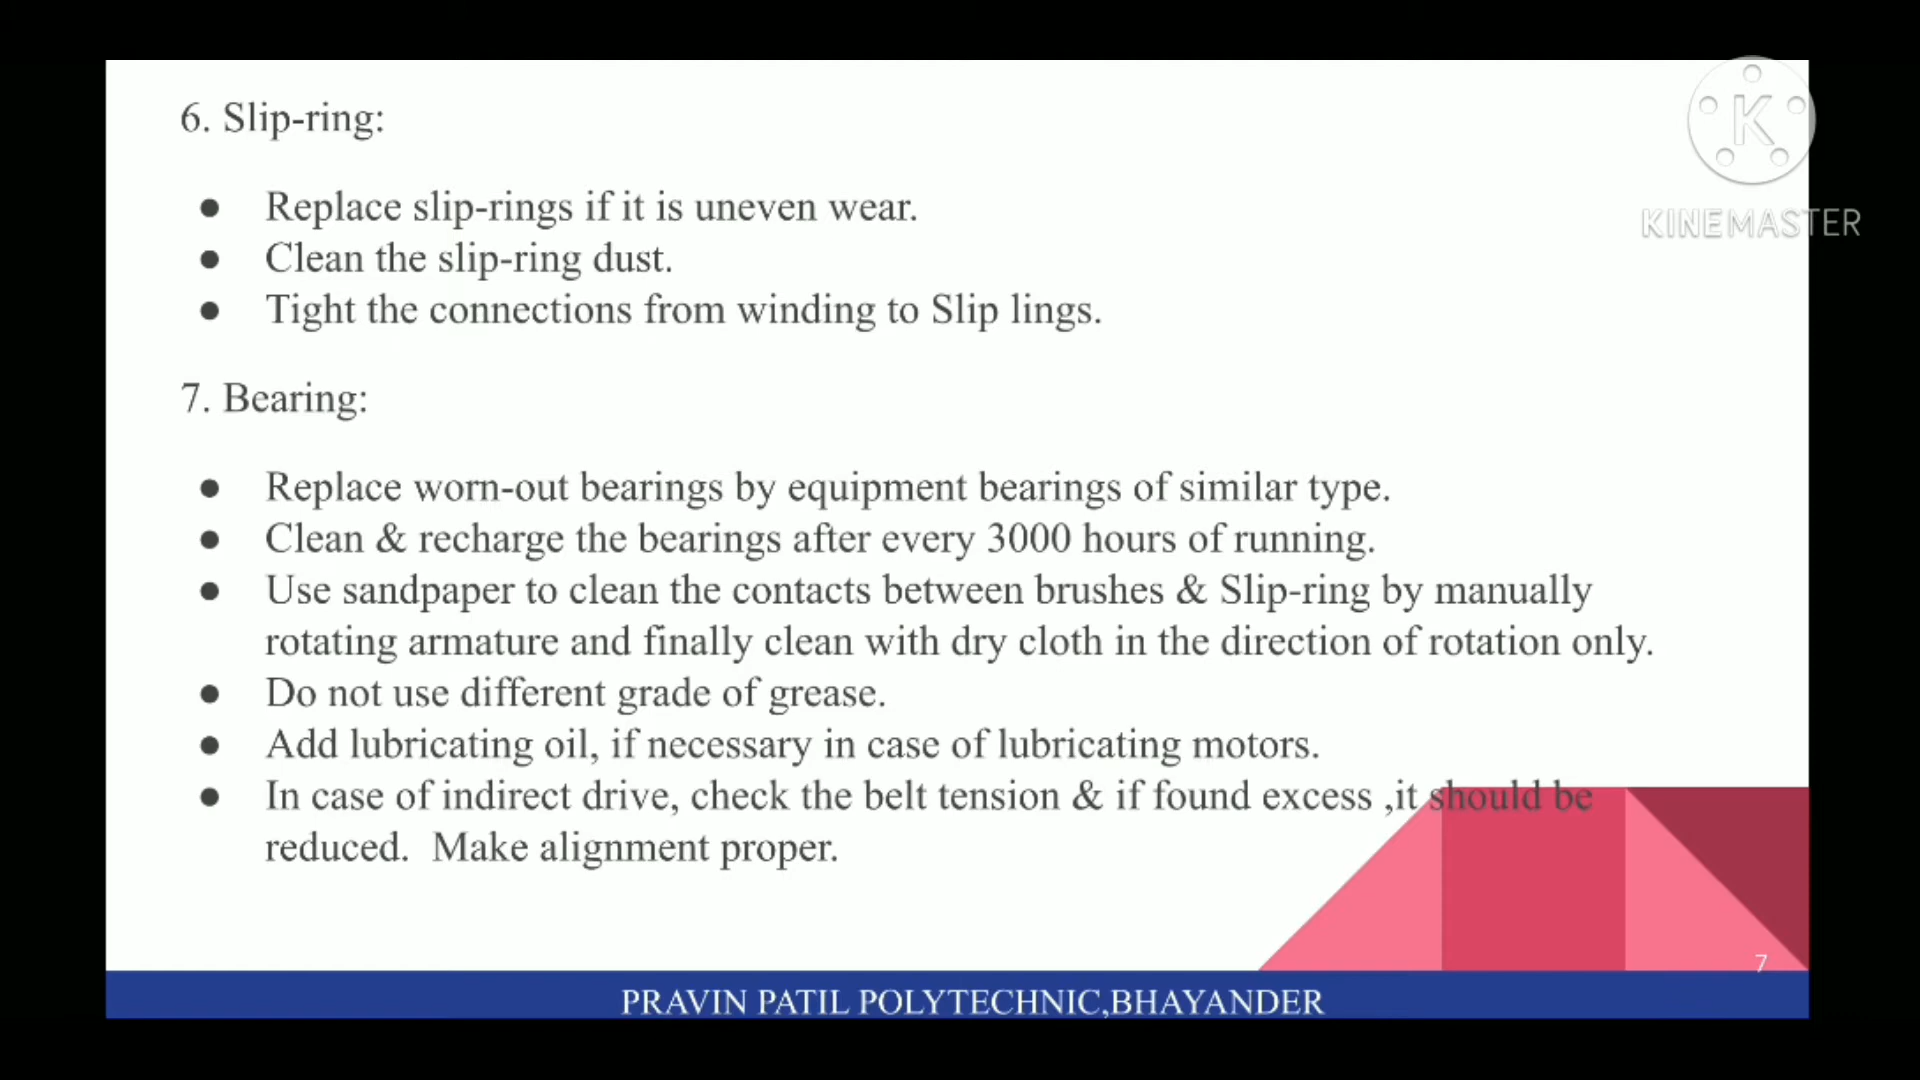 6. Slip-ring:
● Replace slip-rings if it is uneven wear.
● Clean the slip-ring dust.
● Tight the connections from winding to Slip lings.
7. Bearing:
● Replace worn-out bearings by equipment bearings of similar type.
● Clean & recharge the bearings after every 3000 hours of running.
● Use sandpaper to clean the contacts between brushes & Slip-ring by manually
rotating armature and finally clean with dry cloth in the direction of rotation only.
● Do not use different grade of grease.
● Add lubricating oil, if necessary in case of lubricating motors.
● In case of indirect drive, check the belt tension & if found excess ,it should be
reduced.  Make alignment proper.
7
PRAVIN PATIL POLYTECHNIC,BHAYANDER
K
KINEMASTER